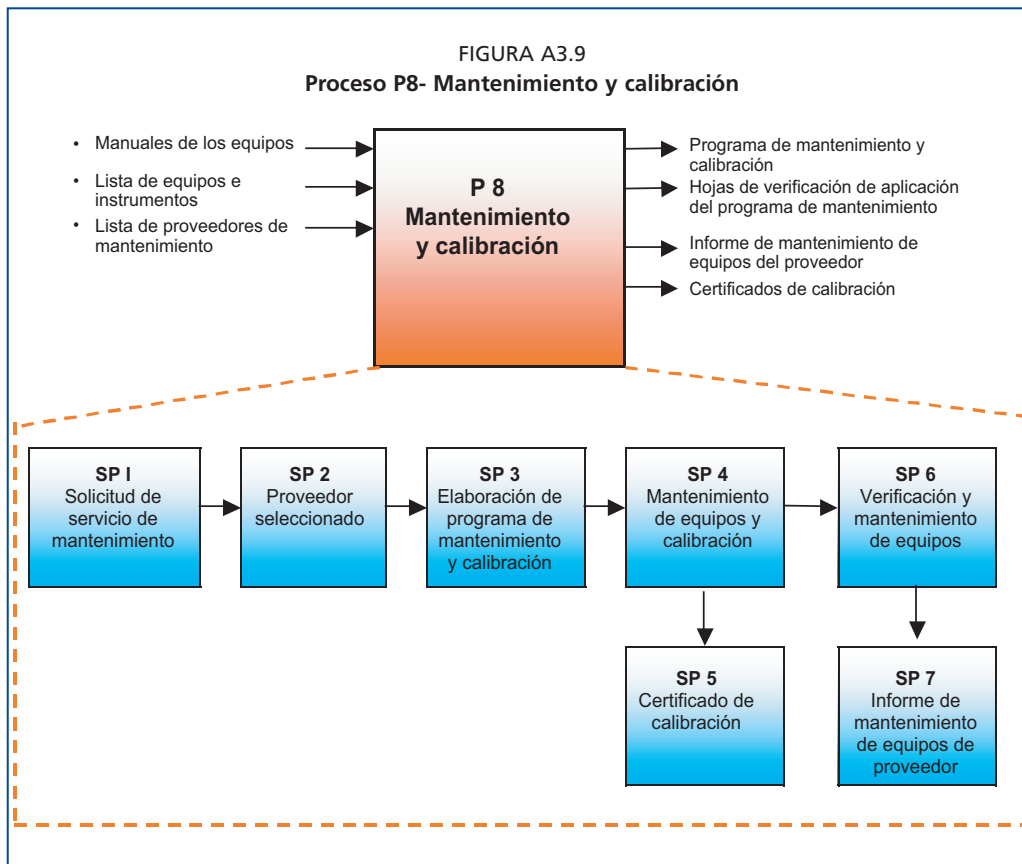 FIGURA A3.9
Proceso P8- Mantenimiento y calibración
• Manuales de los equipos
• Lista de equipos e
instrumentos
• Lista de proveedores de
mantenimiento
P 8
Mantenimiento
y calibración
Programa de mantenimiento y
calibración
Hojas de verificación de aplicación
del programa de mantenimiento
Informe de mantenimiento de
equipos del proveedor
Certificados de calibración
SP I
Solicitud de
servicio de
mantenimiento
SP 2
Proveedor
seleccionado
SP 3
Elaboración de
programa de
mantenimiento
y calibración
SP 4
Mantenimiento
de equipos y
calibración
SP 6
Verificación y
mantenimiento
de equipos
SP 5
Certificado de
calibración
SP 7
Informe de
mantenimiento
de equipos de
proveedor